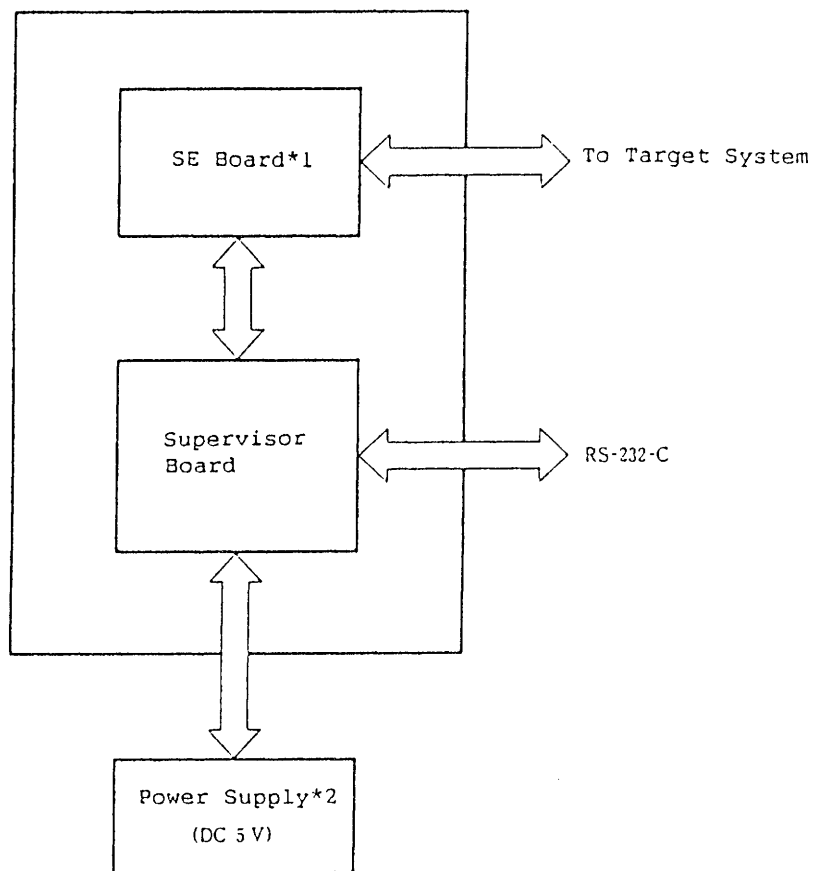 SE Board*1
To Target System
Supervisor
Board
RS-232-C
Power Supply*2
(DC 5 V)